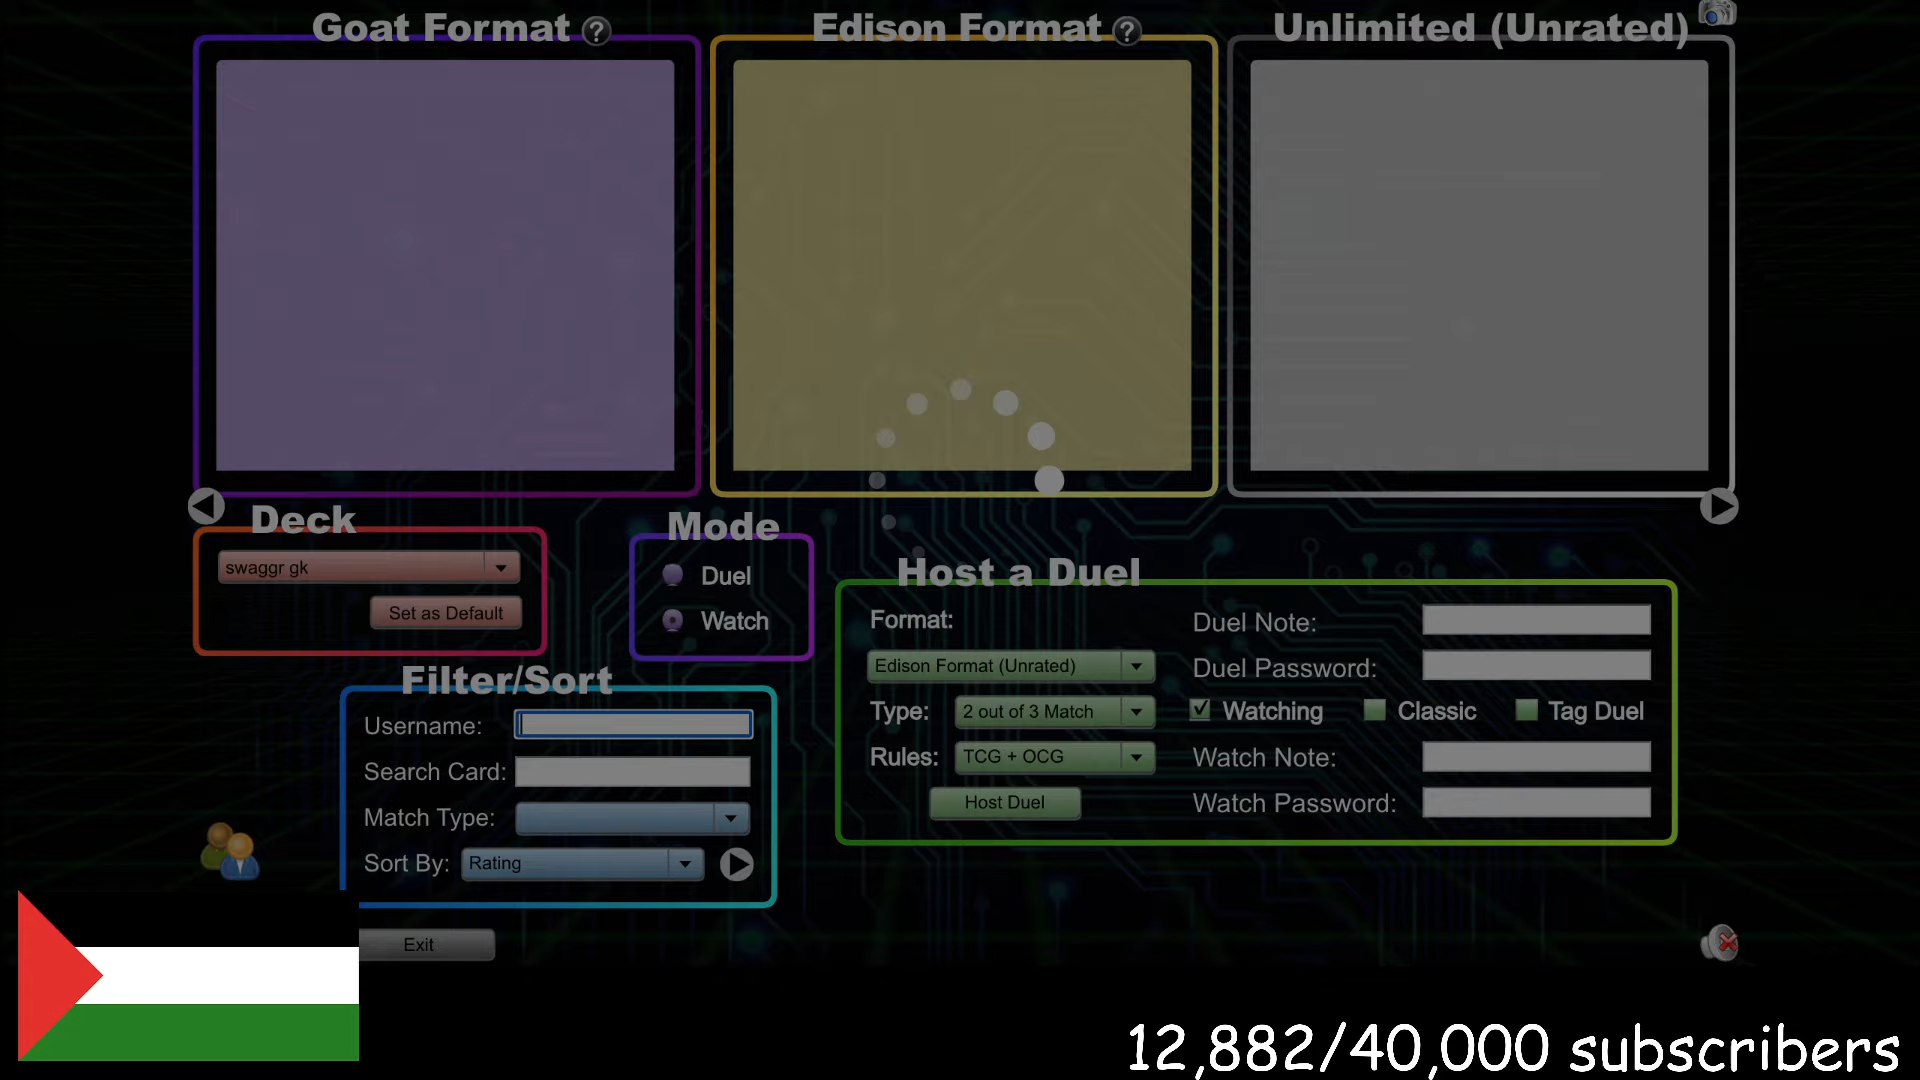 Goat Format ?
Edison Format ?
Unlimited (Unrated)
Deck
swaggr gk
Set as Default
Mode
Duel
Watch
Filter/Sort
Username:
Search Card:
Match Type:
Sort By: Rating
Exit
Host a Duel
Format:
Edison Format (Unrated)
Type: 2 out of 3 Match
Rules: TCG + OCG
Host Duel
Duel Note:
Duel Password:
Watching Classic Tag Duel
Watch Note:
Watch Password:
12,882/40,000 subscribers